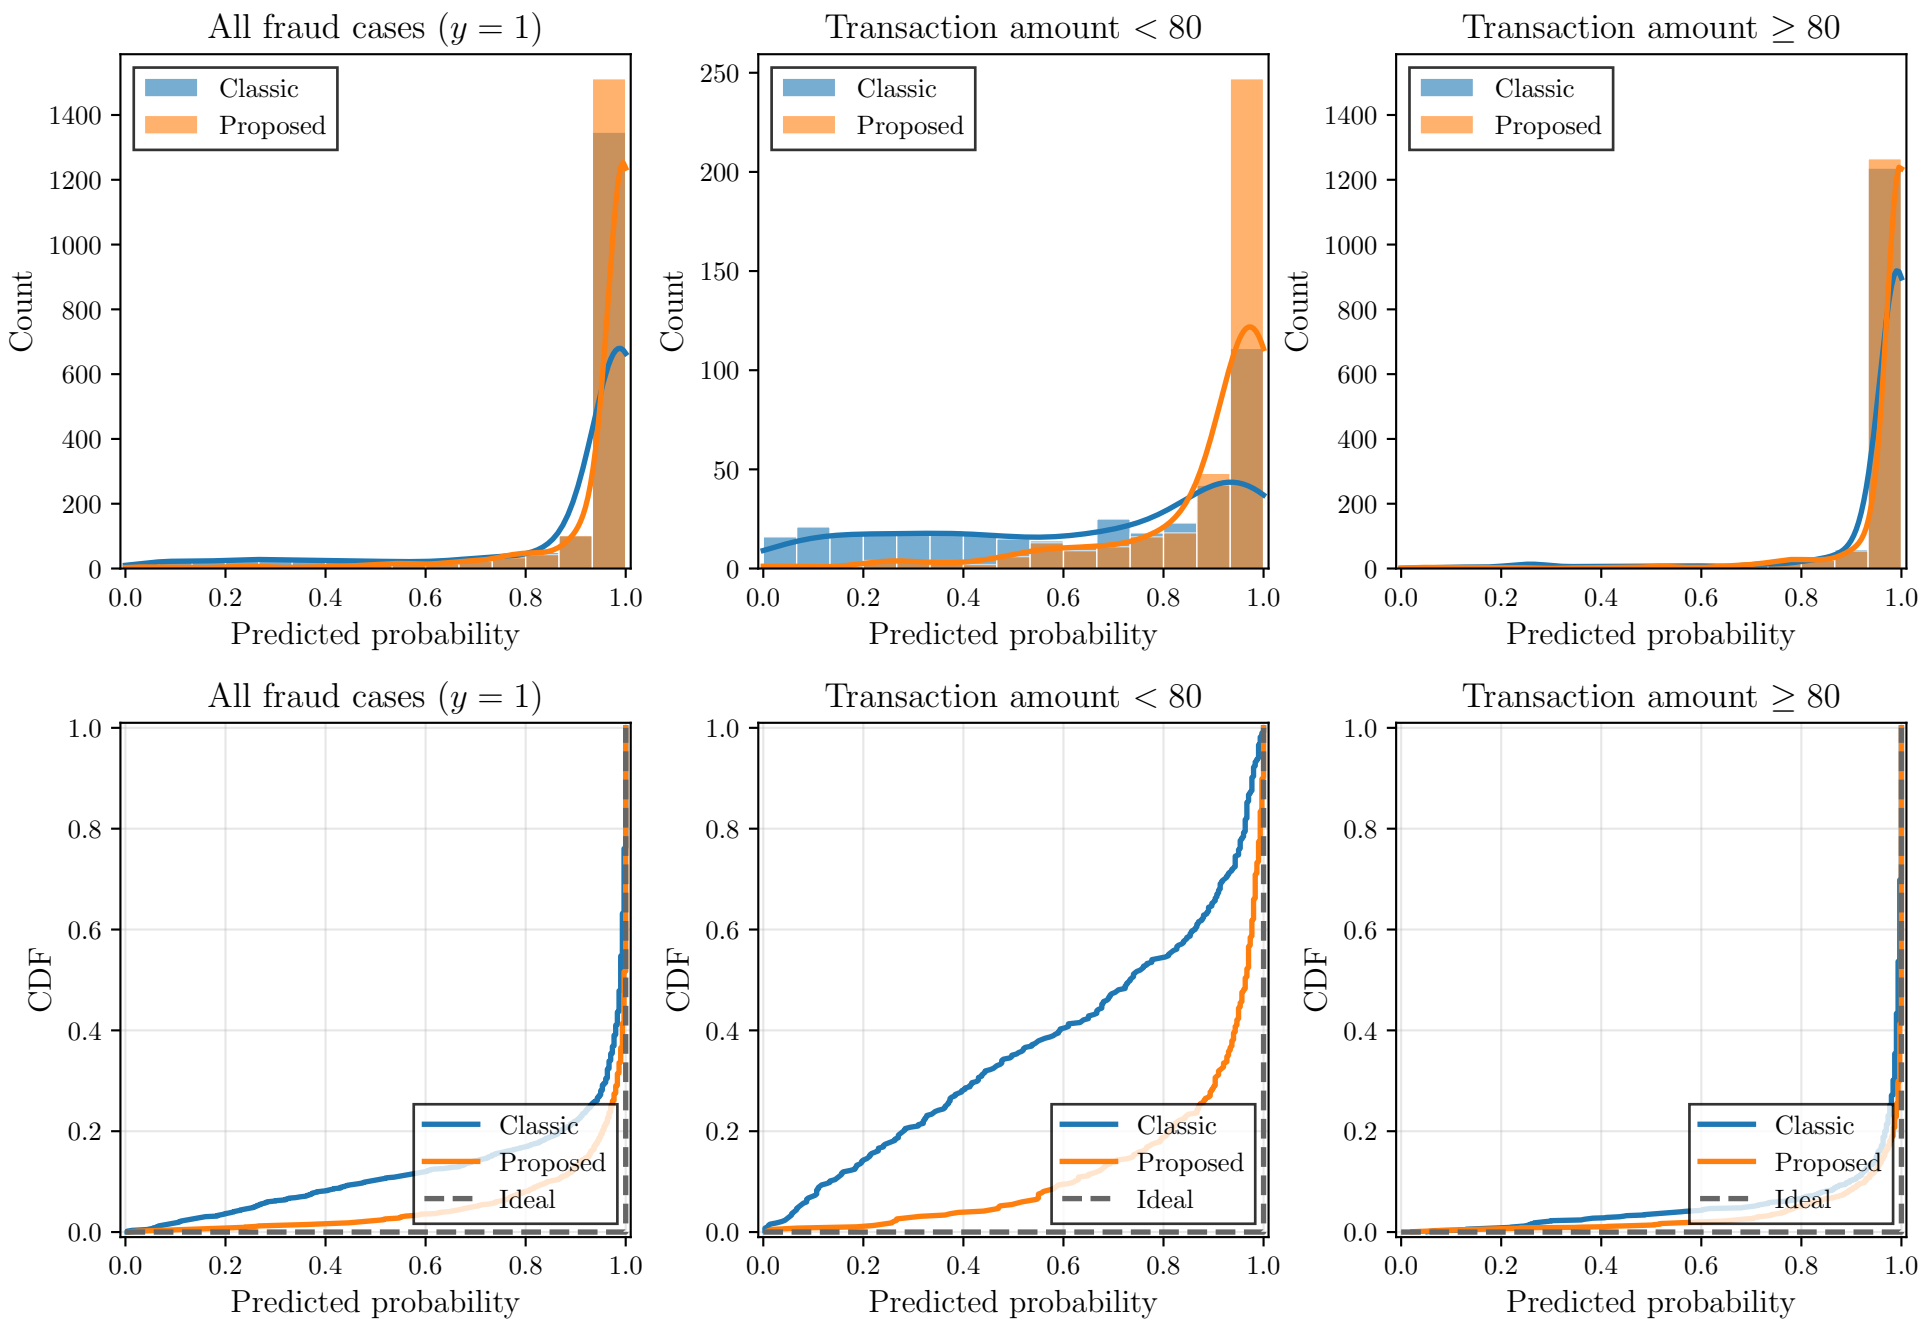 All fraud cases (y = 1)
Classic
Proposed
1400
1200
1000
800
600
400
200
0
Count
0.0 0.2 0.4 0.6 0.8 1.0
Predicted probability
Transaction amount < 80
Classic
Proposed
250
200
150
100
50
0
Count
0.0 0.2 0.4 0.6 0.8 1.0
Predicted probability
Transaction amount ≥ 80
Classic
Proposed
1400
1200
1000
800
600
400
200
0
Count
0.0 0.2 0.4 0.6 0.8 1.0
Predicted probability
All fraud cases (y = 1)
1.0
0.8
0.6
0.4
0.2
0.0
CDF
Classic
Proposed
Ideal
0.0 0.2 0.4 0.6 0.8 1.0
Predicted probability
Transaction amount < 80
1.0
0.8
0.6
0.4
0.2
0.0
CDF
Classic
Proposed
Ideal
0.0 0.2 0.4 0.6 0.8 1.0
Predicted probability
Transaction amount ≥ 80
1.0
0.8
0.6
0.4
0.2
0.0
CDF
Classic
Proposed
Ideal
0.0 0.2 0.4 0.6 0.8 1.0
Predicted probability